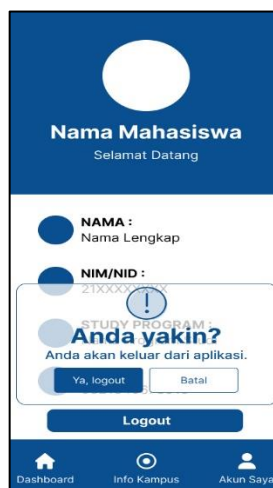 Nama Mahasiswa
Selamat Datang
NAMA :
Nama Lengkap
NIM/NID :
21XXXXXXXX
STUDY PROGRAM :
Anda yakin?
Anda akan keluar dari aplikasi.
Ya, logout
Batal
Logout
Dashboard
Info Kampus
Akun Saya